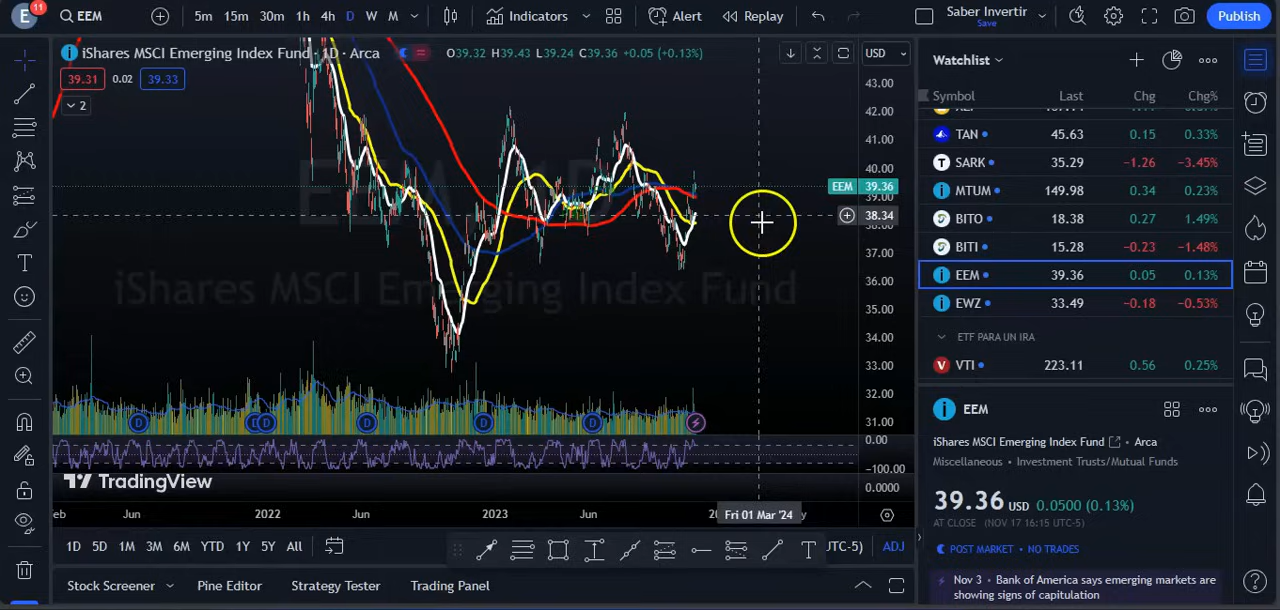 E
11
EEM
5m 15m 30m 1h 4h D W M
Indicators
Alert
Replay
Saber Invertir
Save
Publish
iShares MSCI Emerging Index Fund · 1D · Arca
O39.32 H39.43 L39.24 C39.36 +0.05 (+0.13%)
USD
39.31 0.02 39.33
2
EEM, 1D
iShares MSCI Emerging Index Fund
43.00
42.00
41.00
40.00
EEM 39.36
39.00
38.34
38.00
37.00
36.00
35.00
34.00
33.00
32.00
31.00
0.00
-100.00
0.0000
D D D D D D
TradingView
Jun 2022 Jun 2023 Jun Fri 01 Mar '24
1D 5D 1M 3M 6M YTD 1Y 5Y All
UTC-5) ADJ
Stock Screener Pine Editor Strategy Tester Trading Panel
Watchlist
Symbol Last Chg Chg%
TAN 45.63 0.15 0.33%
SARK 35.29 -1.26 -3.45%
MTUM 149.98 0.34 0.23%
BITO 18.38 0.27 1.49%
BITI 15.28 -0.23 -1.48%
EEM 39.36 0.05 0.13%
EWZ 33.49 -0.18 -0.53%
ETF PARA UN IRA
VTI 223.11 0.56 0.25%
EEM
iShares MSCI Emerging Index Fund · Arca
Miscellaneous · Investment Trusts/Mutual Funds
39.36 USD 0.0500 (0.13%)
AT CLOSE (NOV 17 16:15 UTC-5)
POST MARKET · NO TRADES
Nov 3 · Bank of America says emerging markets are
showing signs of capitulation